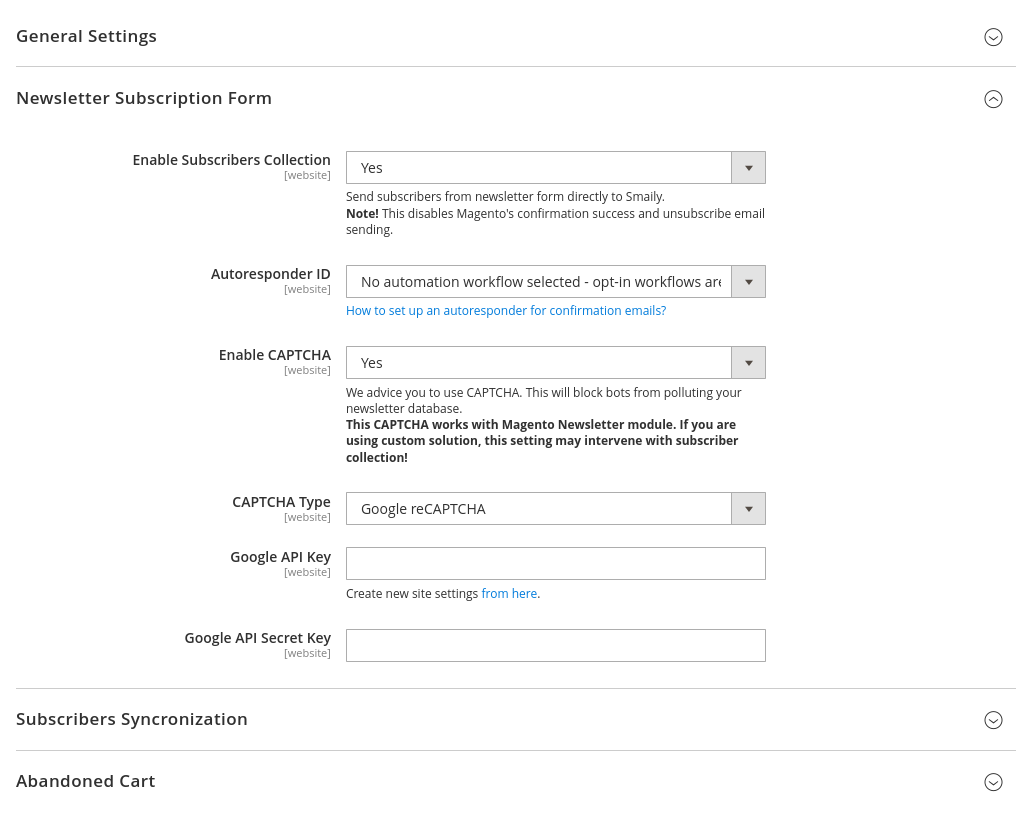 General Settings
Newsletter Subscription Form
Enable Subscribers Collection
[website]
Yes
Send subscribers from newsletter form directly to Smaily.
Note! This disables Magento's confirmation success and unsubscribe email
sending.
Autoresponder ID
[website]
No automation workflow selected - opt-in workflows are
How to set up an autoresponder for confirmation emails?
Enable CAPTCHA
[website]
Yes
We advice you to use CAPTCHA. This will block bots from polluting your
newsletter database.
This CAPTCHA works with Magento Newsletter module. If you are
using custom solution, this setting may intervene with subscriber
collection!
CAPTCHA Type
[website]
Google reCAPTCHA
Google API Key
[website]
Create new site settings from here.
Google API Secret Key
[website]
Subscribers Syncronization
Abandoned Cart